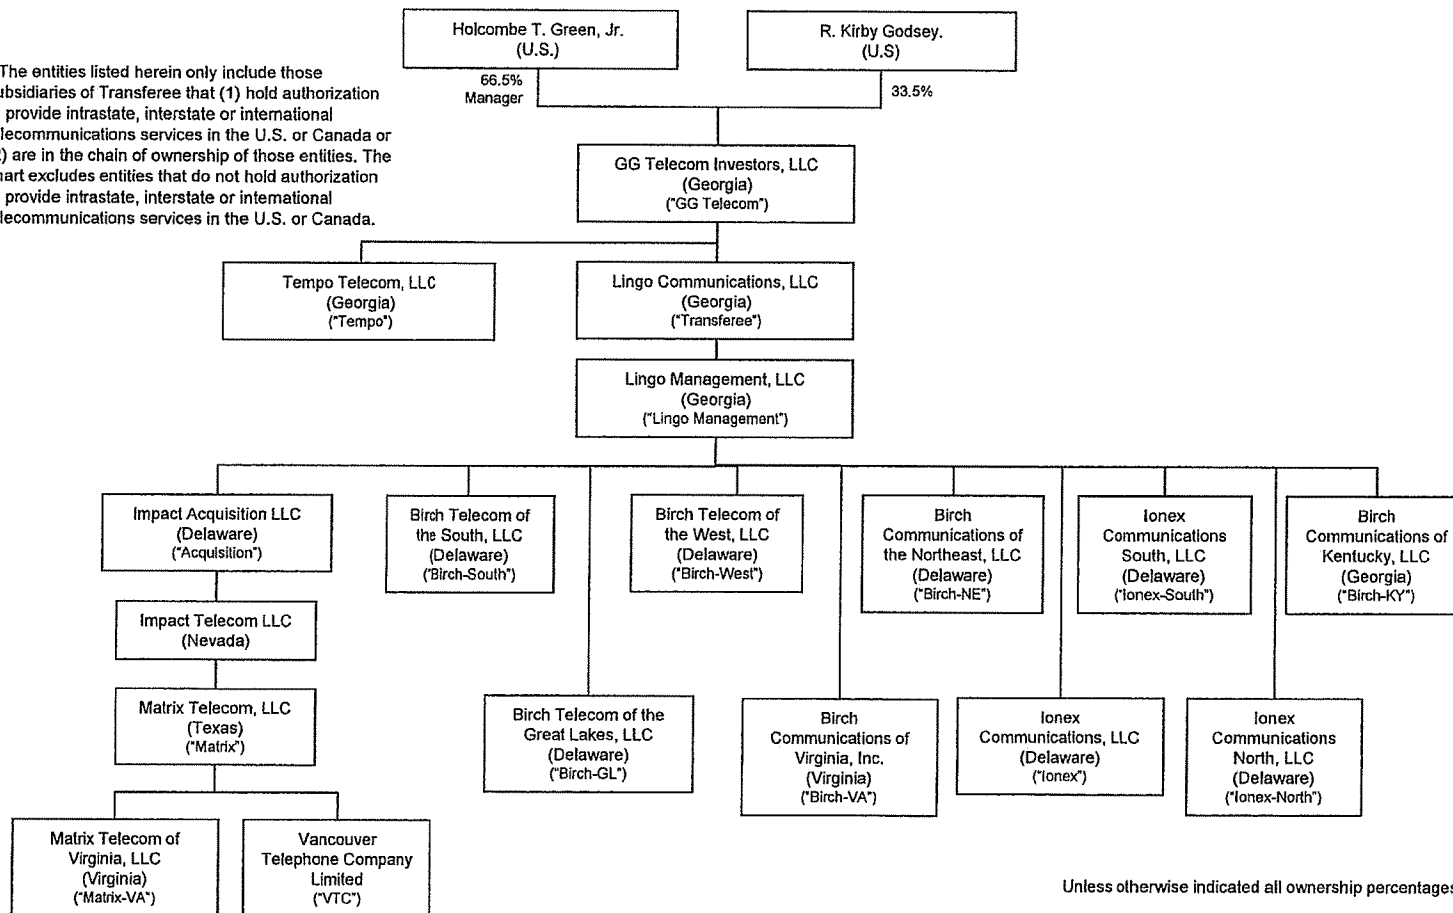 Holcombe T. Green, Jr.
(U.S.)
R. Kirby Godsey.
(U.S)
The entities listed herein only include those
ubsidiaries of Transferee that (1) hold authorization
provide intrastate, interstate or international
lecommunications services in the U.S. or Canada or
2) are in the chain of ownership of those entities. The
hart excludes entities that do not hold authorization
provide intrastate, interstate or international
lecommunications services in the U.S. or Canada.
66.5%
Manager
33.5%
GG Telecom Investors, LLC
(Georgia)
("GG Telecom")
Tempo Telecom, LLC
(Georgia)
("Tempo")
Lingo Communications, LLC
(Georgia)
("Transferee")
Lingo Management, LLC
(Georgia)
("Lingo Management")
Impact Acquisition LLC
(Delaware)
("Acquisition")
Birch Telecom of
the South, LLC
(Delaware)
("Birch-South")
Birch Telecom of
the West, LLC
(Delaware)
("Birch-West")
Birch
Communications of
the Northeast, LLC
(Delaware)
("Birch-NE")
Ionex
Communications
South, LLC
(Delaware)
("Ionex-South")
Birch
Communications of
Kentucky, LLC
(Georgia)
("Birch-KY")
Impact Telecom LLC
(Nevada)
Matrix Telecom, LLC
(Texas)
("Matrix")
Birch Telecom of the
Great Lakes, LLC
(Delaware)
("Birch-GL")
Birch
Communications of
Virginia, Inc.
(Virginia)
("Birch-VA")
Ionex
Communications, LLC
(Delaware)
("Ionex")
Ionex
Communications
North, LLC
(Delaware)
("Ionex-North")
Matrix Telecom of
Virginia, LLC
(Virginia)
("Matrix-VA")
Vancouver
Telephone Company
Limited
("VTC")
Unless otherwise indicated all ownership percentages